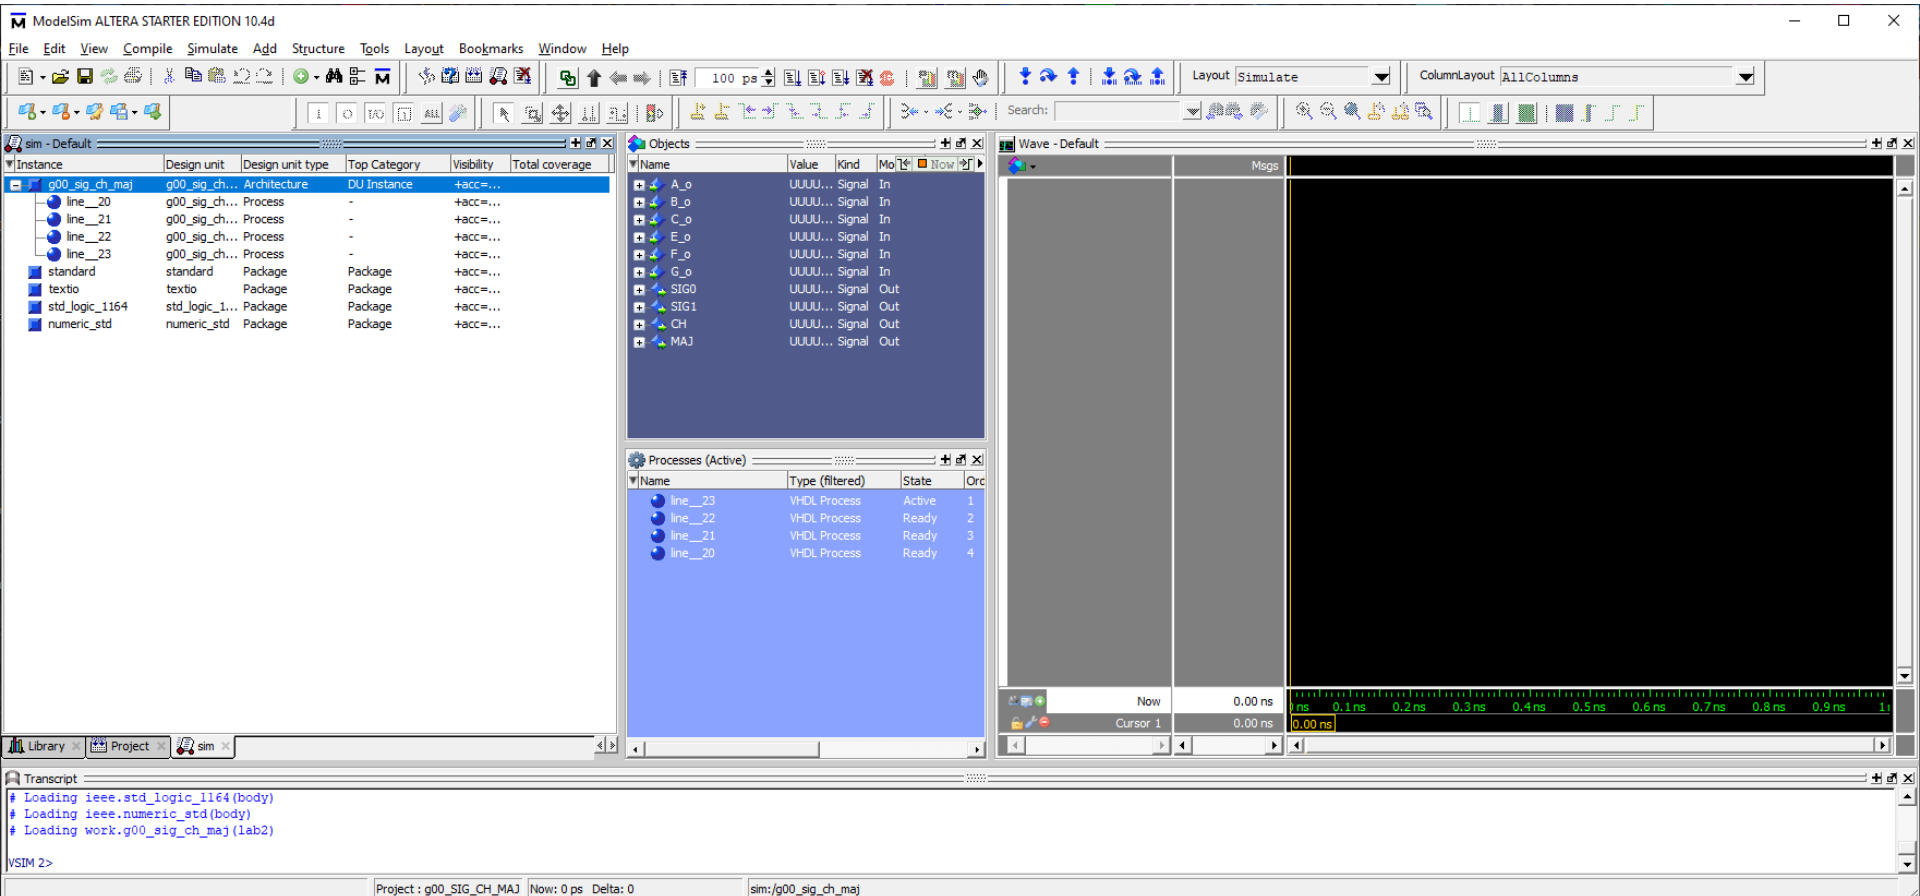 ModelSim ALTERA STARTER EDITION 10.4d
File Edit View Compile Simulate Add Structure Tools Layout Bookmarks Window Help
100 ps Layout Simulate ColumnLayout AllColumns
Search:
sim - Default
Instance Design unit Design unit type Top Category Visibility Total coverage
g00_sig_ch_maj g00_sig_ch... Architecture DU Instance +acc=...
line__20 g00_sig_ch... Process - +acc=...
line__21 g00_sig_ch... Process - +acc=...
line__22 g00_sig_ch... Process - +acc=...
line__23 g00_sig_ch... Process - +acc=...
standard standard Package Package +acc=...
textio textio Package Package +acc=...
std_logic_1164 std_logic_1... Package Package +acc=...
numeric_std numeric_std Package Package +acc=...
Library Project sim
Objects
Name Value Kind Mo Now
A_o UUUU... Signal In
B_o UUUU... Signal In
C_o UUUU... Signal In
E_o UUUU... Signal In
F_o UUUU... Signal In
G_o UUUU... Signal In
SIG0 UUUU... Signal Out
SIG1 UUUU... Signal Out
CH UUUU... Signal Out
MAJ UUUU... Signal Out
Processes (Active)
Name Type (filtered) State Orc
line__23 VHDL Process Active 1
line__22 VHDL Process Ready 2
line__21 VHDL Process Ready 3
line__20 VHDL Process Ready 4
Wave - Default
Msgs
Now 0.00 ns
ns 0.1 ns 0.2 ns 0.3 ns 0.4 ns 0.5 ns 0.6 ns 0.7 ns 0.8 ns 0.9 ns 1
Cursor 1 0.00 ns 0.00 ns
Transcript
# Loading ieee.std_logic_1164(body)
# Loading ieee.numeric_std(body)
# Loading work.g00_sig_ch_maj(lab2)
VSIM 2>
Project : g00_SIG_CH_MAJ Now: 0 ps Delta: 0 sim:/g00_sig_ch_maj